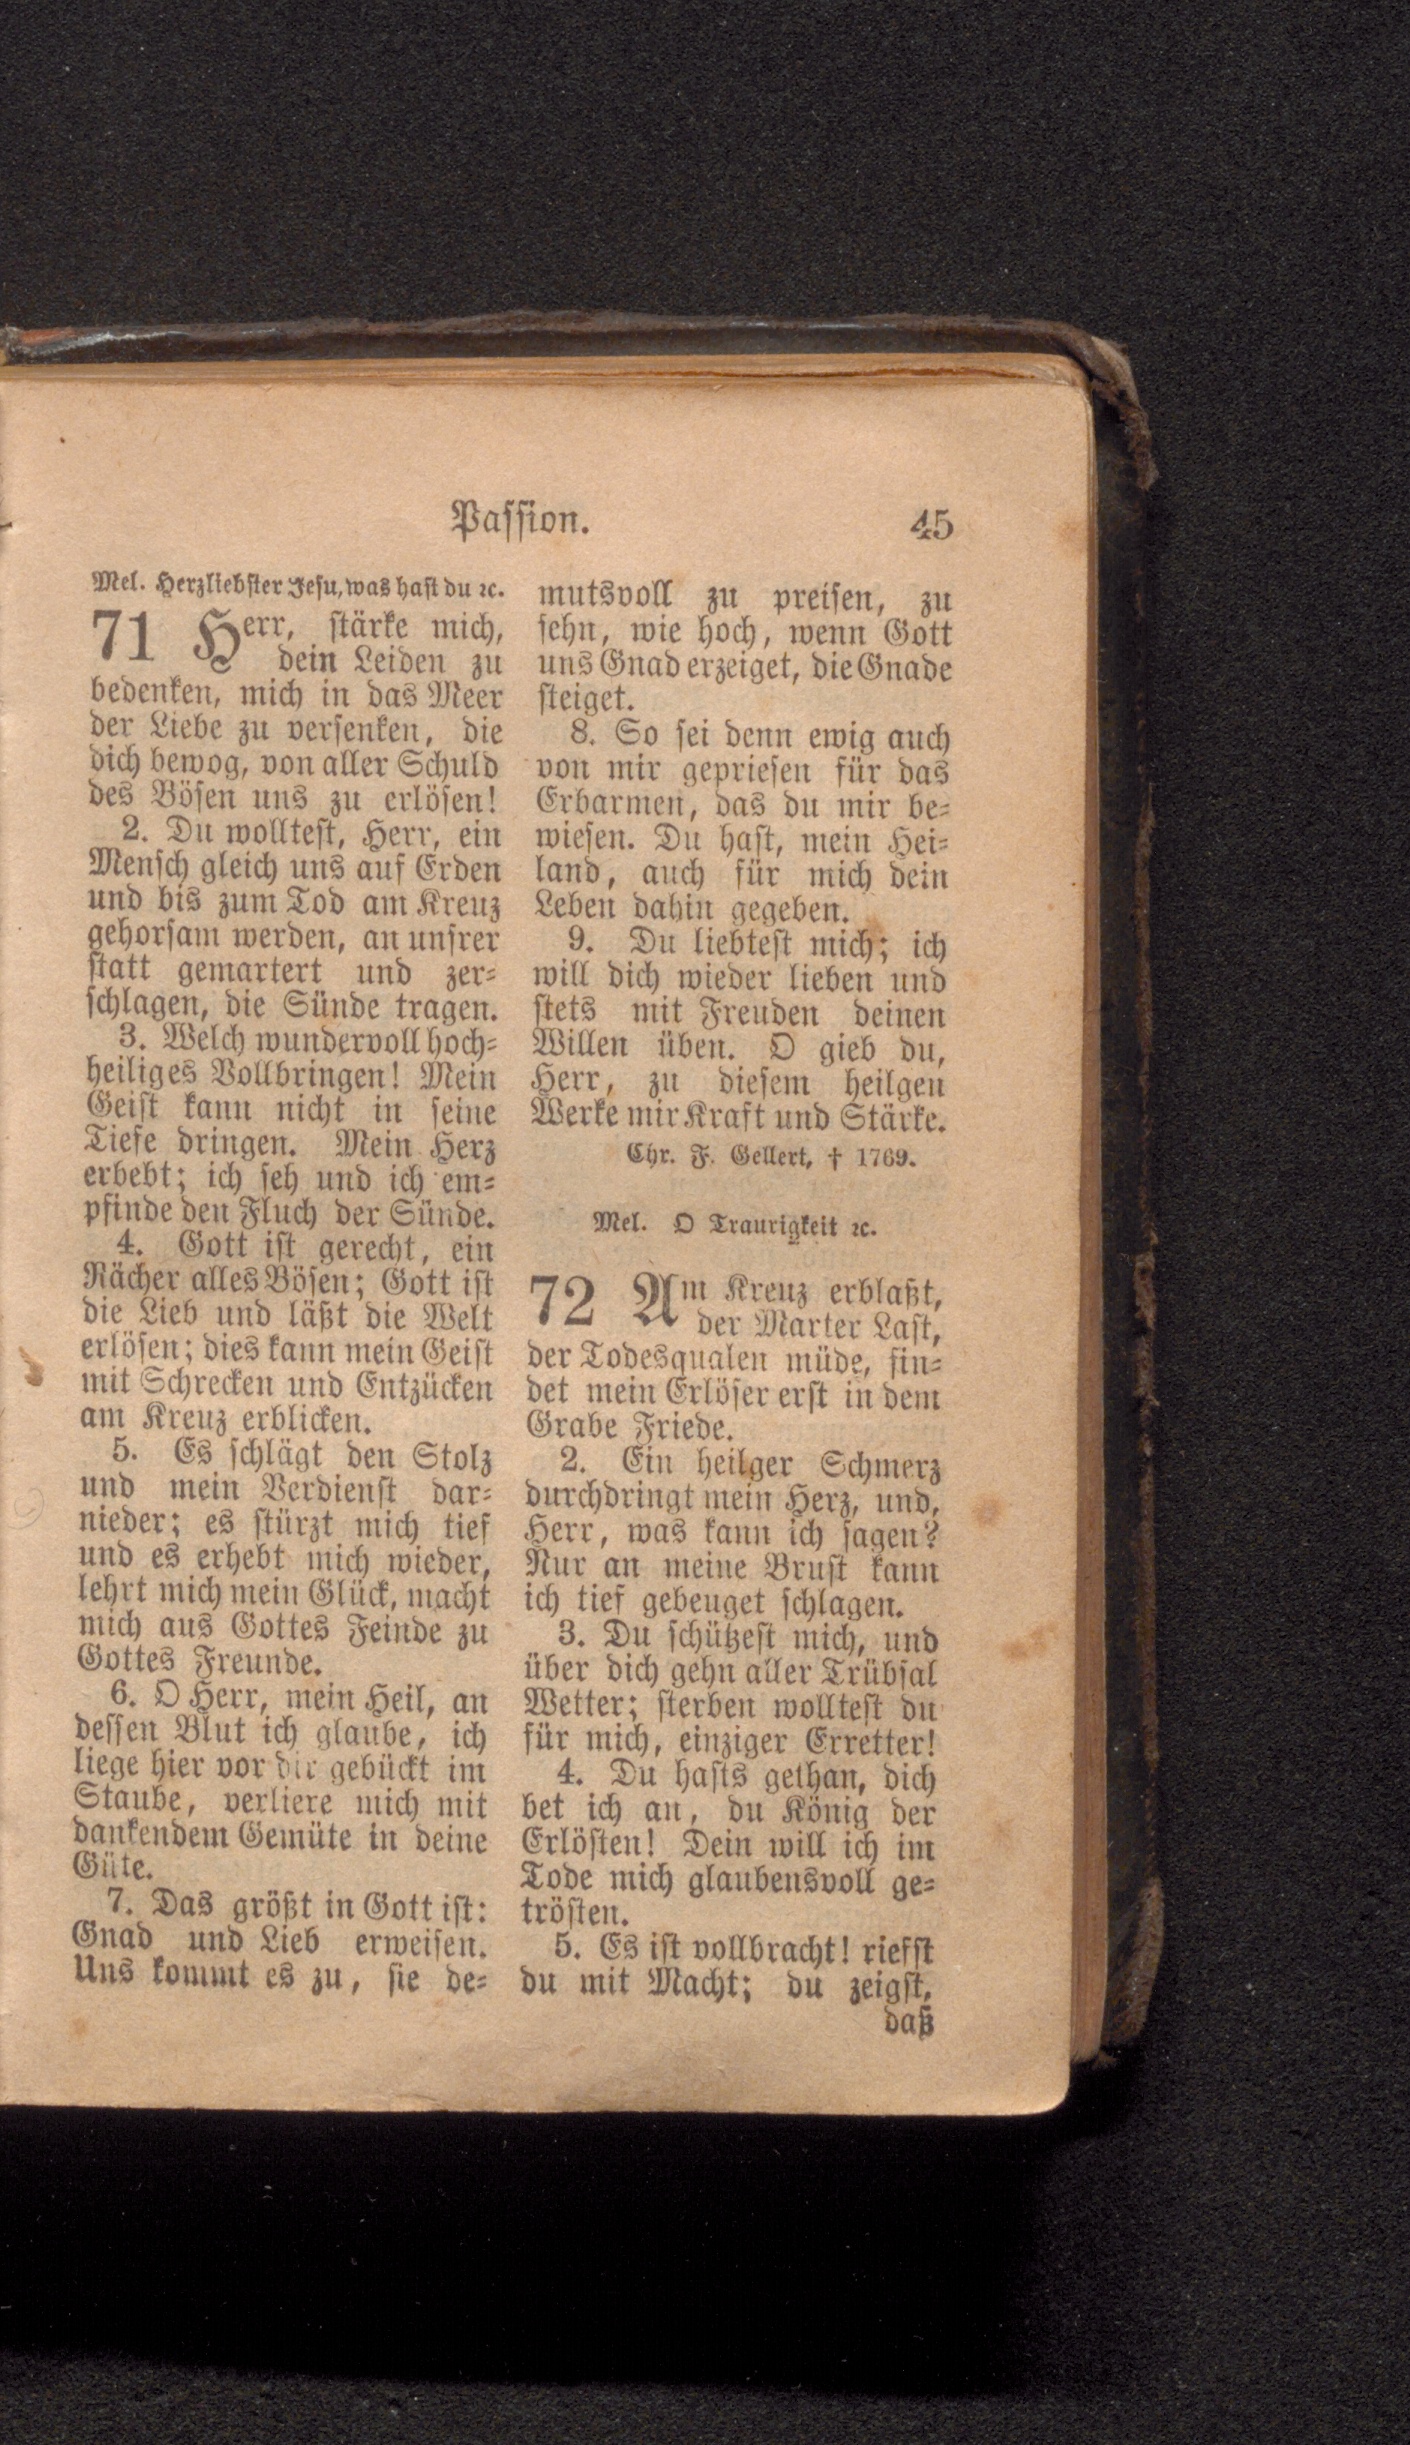 Passion. 45
Mel. Herzliebster Jesu, was hast du ꝛc.
71 Herr, stärke mich,
dein Leiden zu
bedenken, mich in das Meer
der Liebe zu versenken, die
dich bewog, von aller Schuld
des Bösen uns zu erlösen!
2. Du wolltest, Herr, ein
Mensch gleich uns auf Erden
und bis zum Tod am Kreuz
gehorsam werden, an unsrer
statt gemartert und zer-
schlagen, die Sünde tragen.
3. Welch wundervoll hoch-
heiliges Vollbringen! Mein
Geist kann nicht in seine
Tiefe dringen. Mein Herz
erbebt; ich seh und ich em-
pfinde den Fluch der Sünde.
4. Gott ist gerecht, ein
Rächer alles Bösen; Gott ist
die Lieb und läßt die Welt
erlösen; dies kann mein Geist
mit Schrecken und Entzücken
am Kreuz erblicken.
5. Es schlägt den Stolz
und mein Verdienst dar-
nieder; es stürzt mich tief
und es erhebt mich wieder,
lehrt mich mein Glück, macht
mich aus Gottes Feinde zu
Gottes Freunde.
6. O Herr, mein Heil, an
dessen Blut ich glaube, ich
liege hier vor dir gebückt im
Staube, verliere mich mit
dankendem Gemüte in deine
Güte.
7. Das größt in Gott ist:
Gnad und Lieb erweisen.
Uns kommt es zu, sie de-
mutsvoll zu preisen, zu
sehn, wie hoch, wenn Gott
uns Gnad erzeiget, die Gnade
steiget.
8. So sei denn ewig auch
von mir gepriesen für das
Erbarmen, das du mir be-
wiesen. Du hast, mein Hei-
land, auch für mich dein
Leben dahin gegeben.
9. Du liebtest mich; ich
will dich wieder lieben und
stets mit Freuden deinen
Willen üben. O gieb du,
Herr, zu diesem heilgen
Werke mir Kraft und Stärke.
Chr. F. Gellert, † 1769.
Mel. O Traurigkeit ꝛc.
72 Am Kreuz erblaßt,
der Marter Last,
der Todesqualen müde, fin-
det mein Erlöser erst in dem
Grabe Friede.
2. Ein heilger Schmerz
durchdringt mein Herz, und,
Herr, was kann ich sagen?
Nur an meine Brust kann
ich tief gebeuget schlagen.
3. Du schützest mich, und
über dich gehn aller Trübsal
Wetter; sterben wolltest du
für mich, einziger Erretter!
4. Du hasts gethan, dich
bet ich an, du König der
Erlösten! Dein will ich im
Tode mich glaubensvoll ge-
trösten.
5. Es ist vollbracht! riefst
du mit Macht; du zeigst,
daß